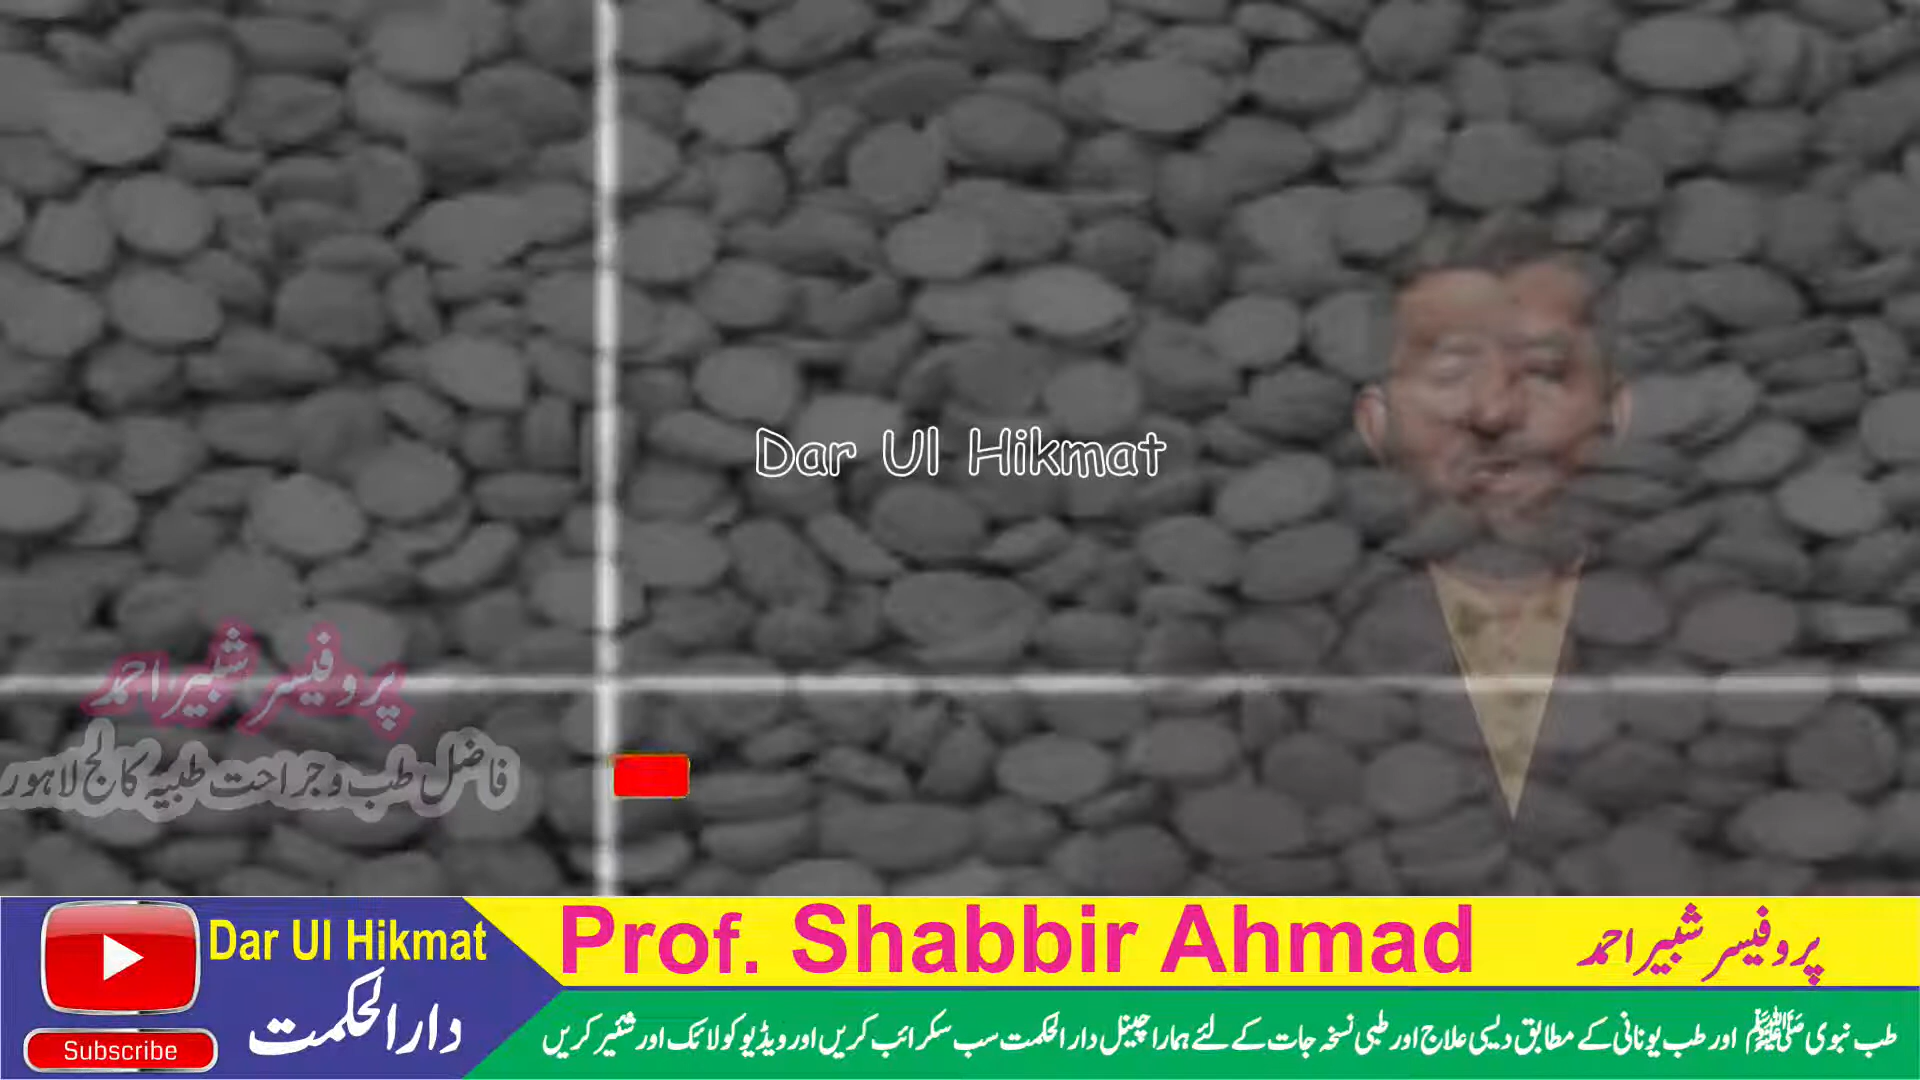 Dar Ul Hikmat
پروفیسر شبیر احمد
فاضل طب و جراحت طبیہ کالج لاہور
Dar Ul Hikmat
دارالحکمت
Subscribe
Prof. Shabbir Ahmad
پروفیسر شبیر احمد
طب نبوی ﷺ اور طب یونانی کے مطابق دیسی علاج اور طبی نسخہ جات کے لئے ہمارا چینل دار الحکمت سب سکرائب کریں اور ویڈیو کو لائک اور شئیر کریں